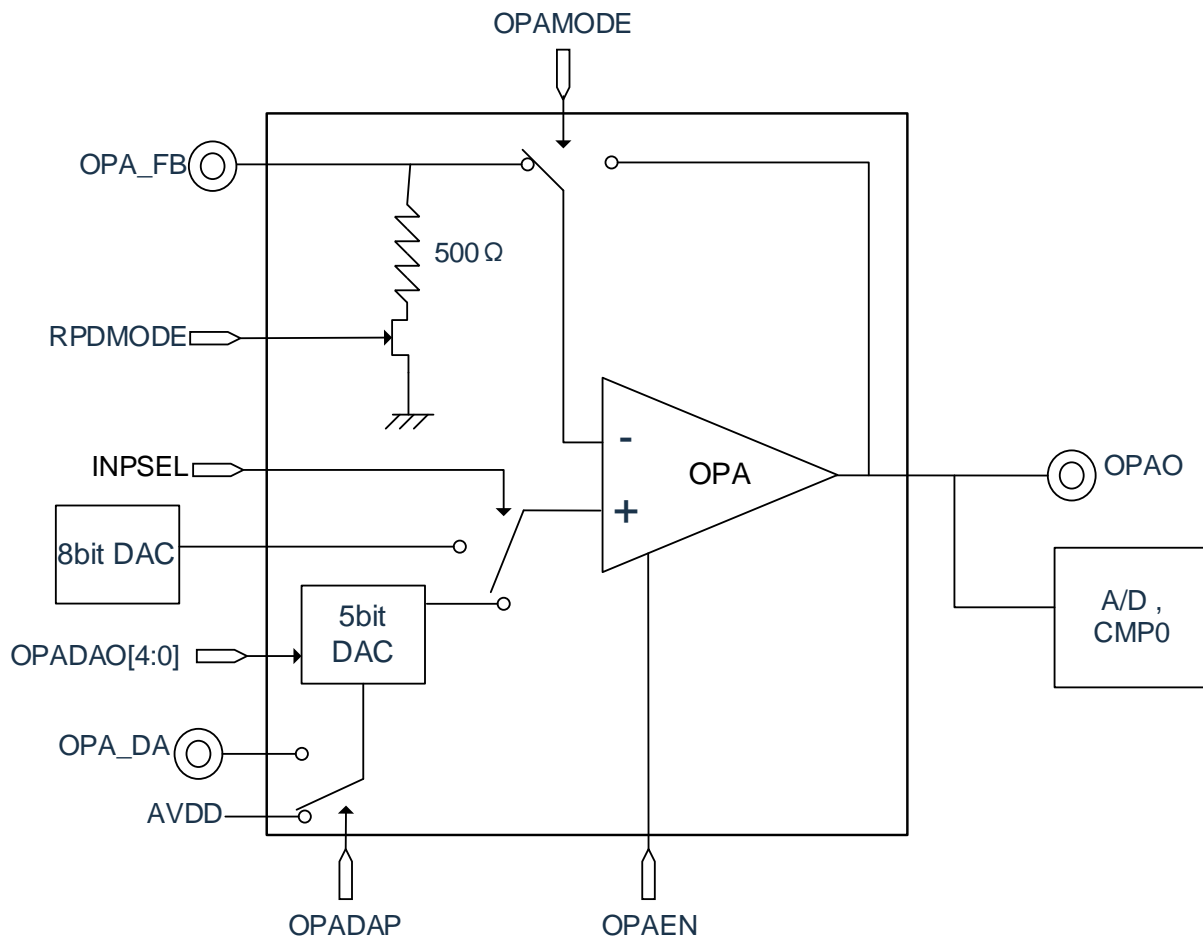 OPAMODE
OPA_FB
500Ω
RPDMODE
-
INPSEL
OPA
OPAO
+
8bit DAC
5bit
DAC
A/D ,
CMP0
OPADAO[4:0]
OPA_DA
AVDD
OPADAP
OPAEN